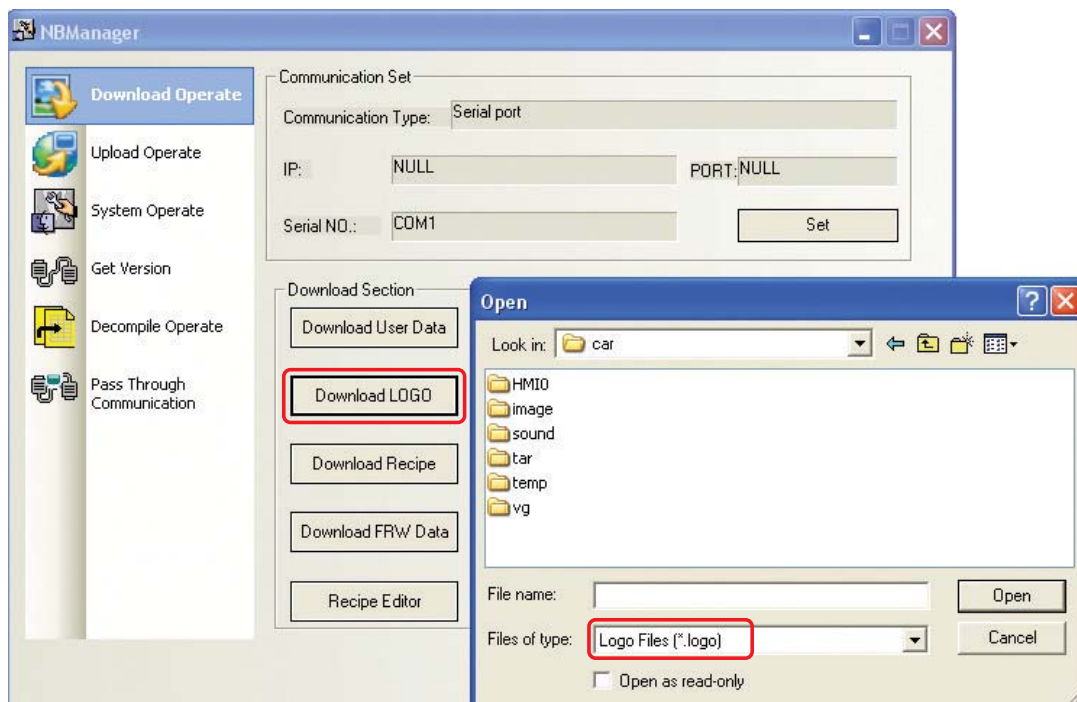 NBManager
Download Operate
Upload Operate
System Operate
Get Version
Decompile Operate
Pass Through
Communication
Communication Set
Communication Type: Serial port
IP: NULL PORT: NULL
Serial NO.: COM1 Set
Download Section
Download User Data
Download LOGO
Download Recipe
Download FRW Data
Recipe Editor
Open
Look in: car
HMI0
image
sound
tar
temp
vg
File name: Open
Files of type: Logo Files (*.logo) Cancel
Open as read-only